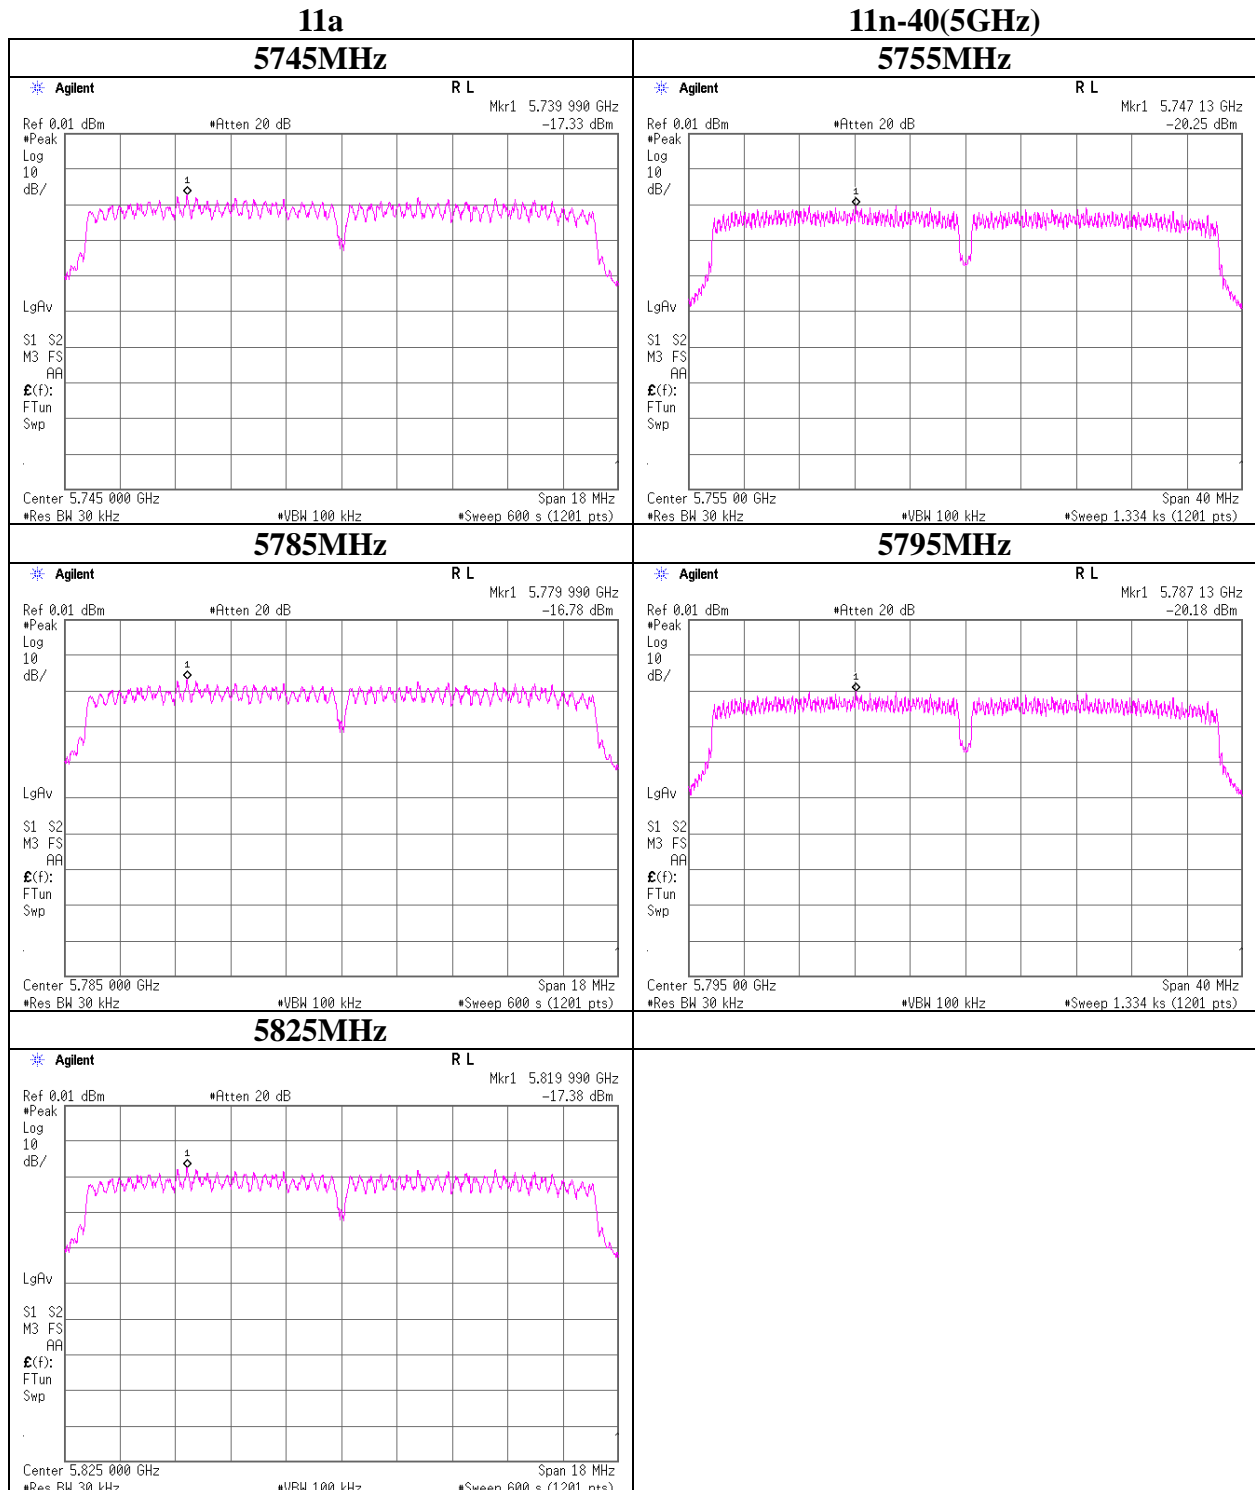 11a 11n-40(5GHz)
5745MHz 5755MHz
Agilent R L
Mkr1 5.739 990 GHz
Ref 0.01 dBm #Atten 20 dB -17.33 dBm
#Peak
Log
10
dB/
1
LgAv
S1 S2
M3 FS
AA
£(f):
FTun
Swp
Center 5.745 000 GHz Span 18 MHz
#Res BW 30 kHz #VBW 100 kHz #Sweep 600 s (1201 pts)
Agilent R L
Mkr1 5.747 13 GHz
Ref 0.01 dBm #Atten 20 dB -20.25 dBm
#Peak
Log
10
dB/
1
LgAv
S1 S2
M3 FS
AA
£(f):
FTun
Swp
Center 5.755 00 GHz Span 40 MHz
#Res BW 30 kHz #VBW 100 kHz #Sweep 1.334 ks (1201 pts)
5785MHz 5795MHz
Agilent R L
Mkr1 5.779 990 GHz
Ref 0.01 dBm #Atten 20 dB -16.78 dBm
#Peak
Log
10
dB/
1
LgAv
S1 S2
M3 FS
AA
£(f):
FTun
Swp
Center 5.785 000 GHz Span 18 MHz
#Res BW 30 kHz #VBW 100 kHz #Sweep 600 s (1201 pts)
Agilent R L
Mkr1 5.787 13 GHz
Ref 0.01 dBm #Atten 20 dB -20.18 dBm
#Peak
Log
10
dB/
1
LgAv
S1 S2
M3 FS
AA
£(f):
FTun
Swp
Center 5.795 00 GHz Span 40 MHz
#Res BW 30 kHz #VBW 100 kHz #Sweep 1.334 ks (1201 pts)
5825MHz
Agilent R L
Mkr1 5.819 990 GHz
Ref 0.01 dBm #Atten 20 dB -17.38 dBm
#Peak
Log
10
dB/
1
LgAv
S1 S2
M3 FS
AA
£(f):
FTun
Swp
Center 5.825 000 GHz Span 18 MHz
#Res BW 30 kHz #VBW 100 kHz #Sweep 600 s (1201 pts)